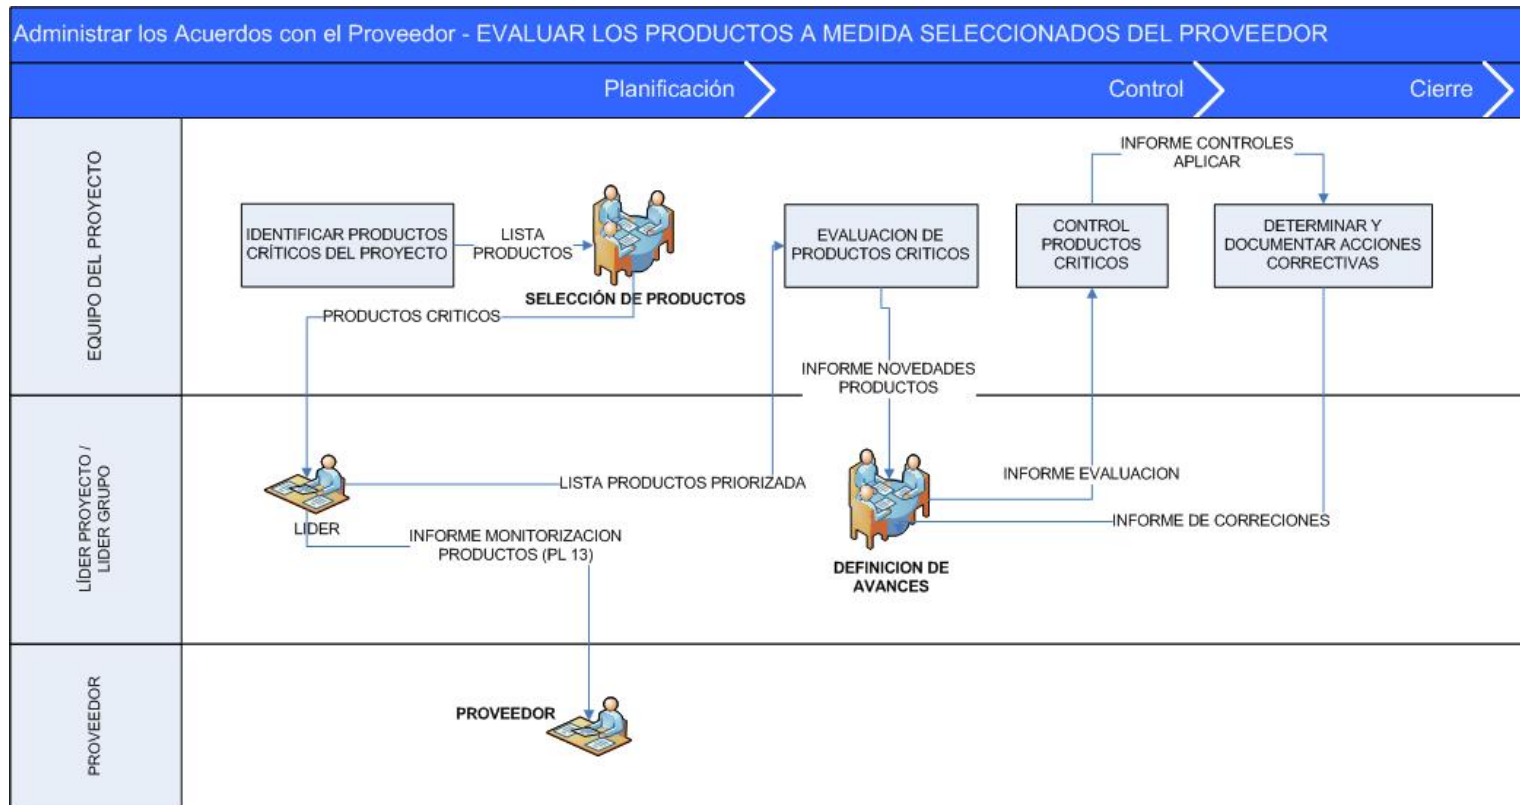 Administrar los Acuerdos con el Proveedor - EVALUAR LOS PRODUCTOS A MEDIDA SELECCIONADOS DEL PROVEEDOR
Planificación
Control
Cierre
EQUIPO DEL PROYECTO
IDENTIFICAR PRODUCTOS
CRÍTICOS DEL PROYECTO
LISTA
PRODUCTOS
SELECCIÓN DE PRODUCTOS
PRODUCTOS CRITICOS
EVALUACION DE
PRODUCTOS CRITICOS
INFORME NOVEDADES
PRODUCTOS
CONTROL
PRODUCTOS
CRITICOS
INFORME CONTROLES
APLICAR
DETERMINAR Y
DOCUMENTAR ACCIONES
CORRECTIVAS
LÍDER PROYECTO /
LIDER GRUPO
LIDER
LISTA PRODUCTOS PRIORIZADA
INFORME MONITORIZACION
PRODUCTOS (PL 13)
DEFINICION DE
AVANCES
INFORME EVALUACION
INFORME DE CORRECIONES
PROVEEDOR
PROVEEDOR